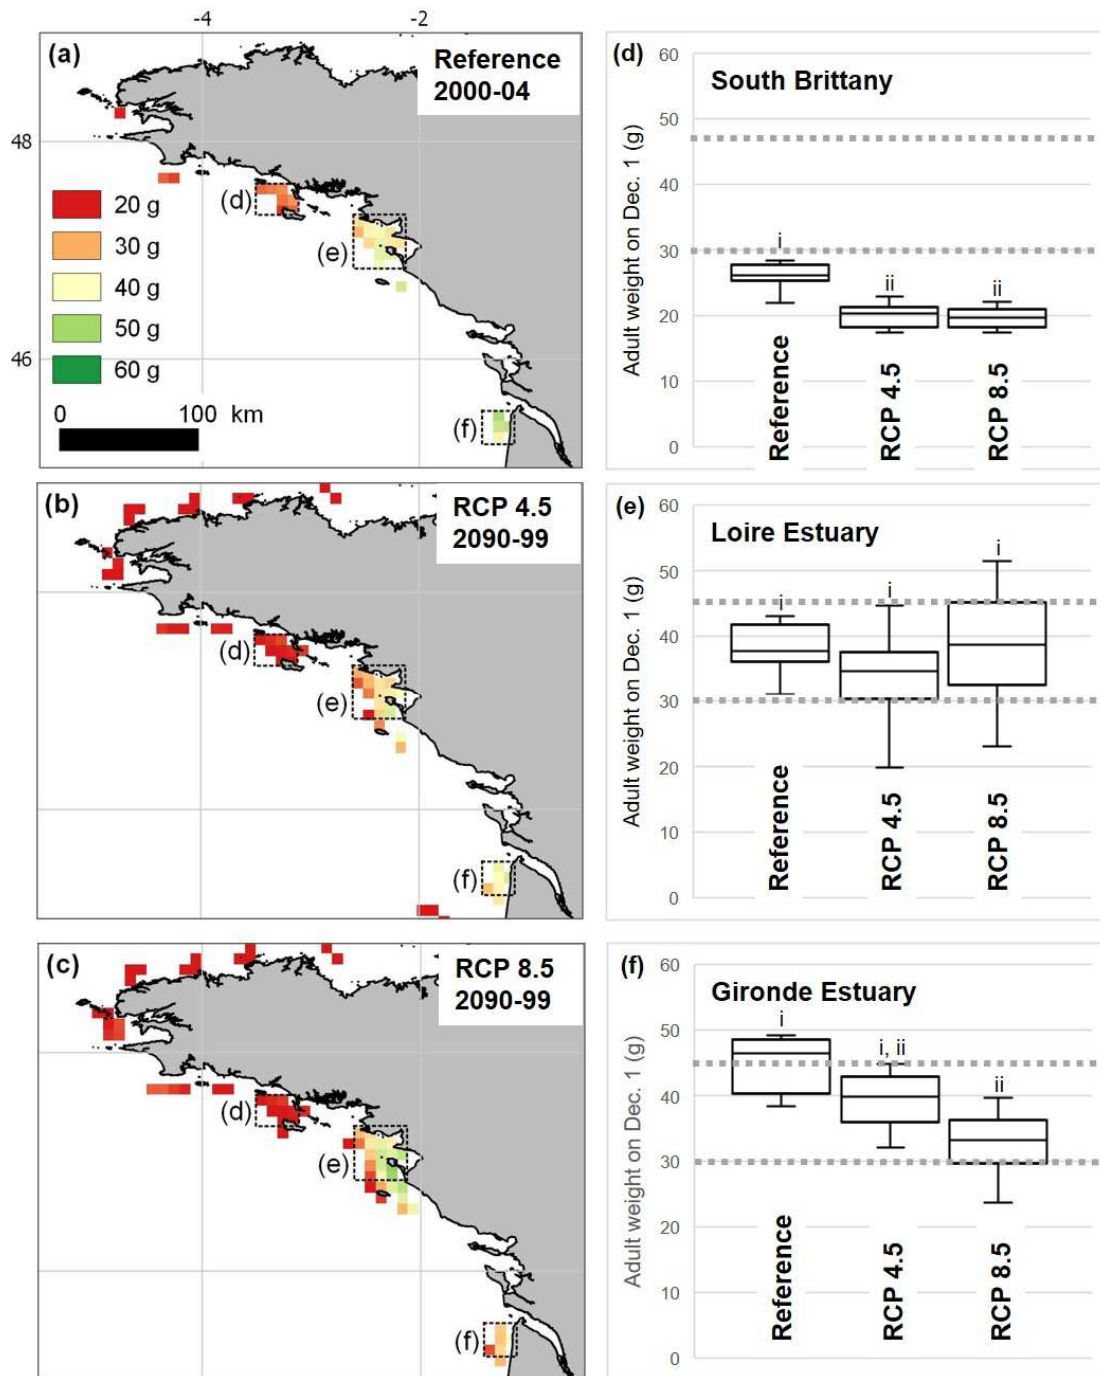 -4 -2
(a) Reference
2000-04
48
46
20 g
30 g
40 g
50 g
60 g
0 100 km
(d)
(e)
(f)
(b) RCP 4.5
2090-99
(d)
(e)
(f)
(c) RCP 8.5
2090-99
(d)
(e)
(f)
(d) South Brittany
Adult weight on Dec. 1 (g)
60
50
40
30
20
10
0
i
ii
ii
Reference
RCP 4.5
RCP 8.5
(e) Loire Estuary
Adult weight on Dec. 1 (g)
60
50
40
30
20
10
0
i
i
i
Reference
RCP 4.5
RCP 8.5
(f) Gironde Estuary
Adult weight on Dec. 1 (g)
60
50
40
30
20
10
0
i
i, ii
ii
Reference
RCP 4.5
RCP 8.5